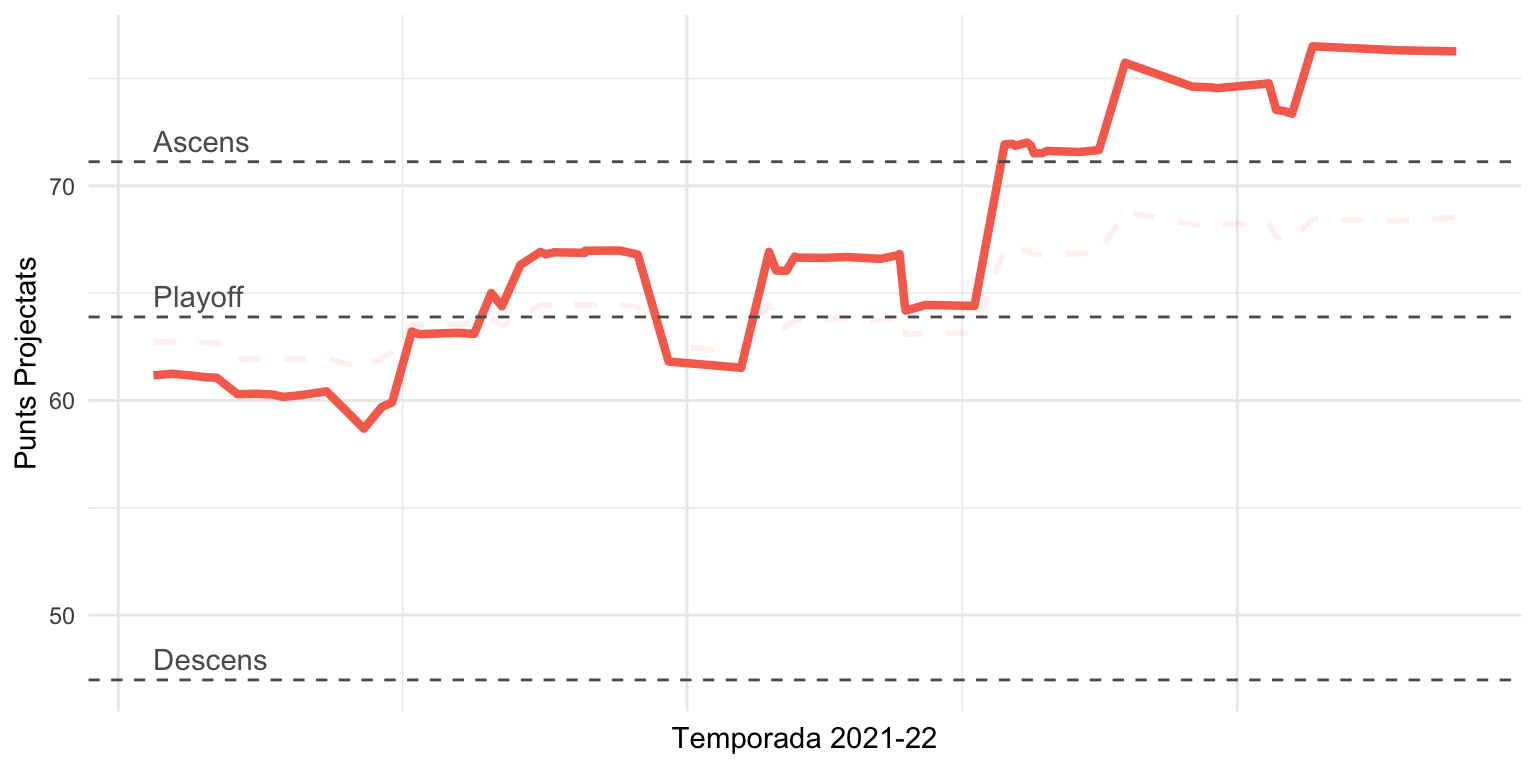 Ascens
70
Playoff
60
50
Descens
Punts Projectats
Temporada 2021-22